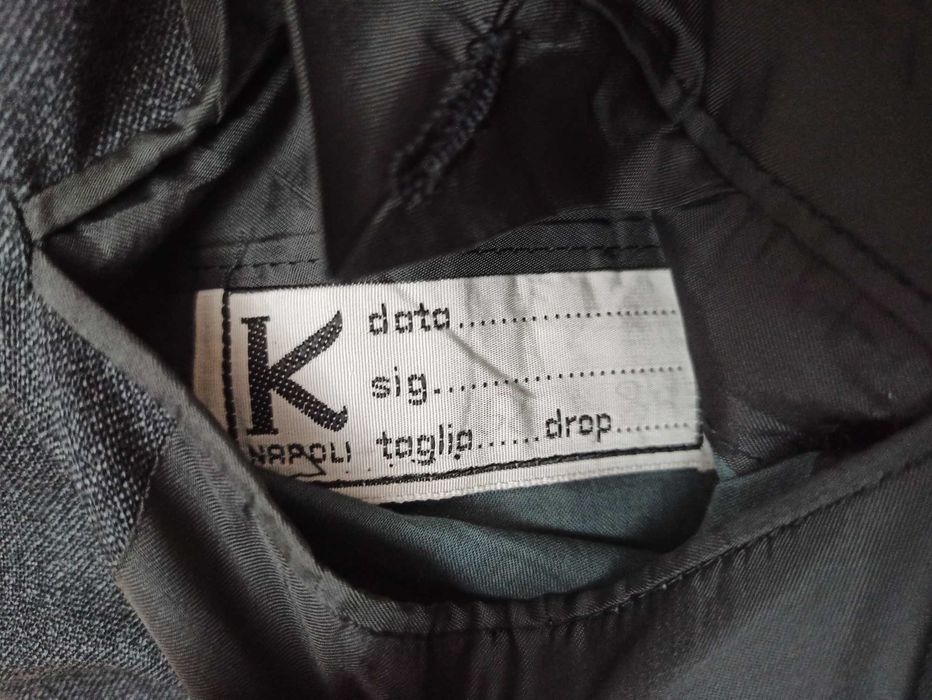 K
NAPOLI
data....................
sig......................
taglia......drop.......